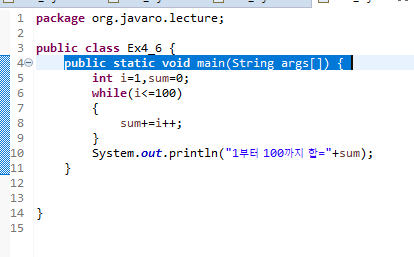 1 package org.javaro.lecture;
2
3 public class Ex4_6 {
4 public static void main(String args[]) {
5 int i=1,sum=0;
6 while(i<=100)
7 {
8 sum+=i++;
9 }
10 System.out.println("1부터 100까지 합="+sum);
11 }
12
13
14 }
15